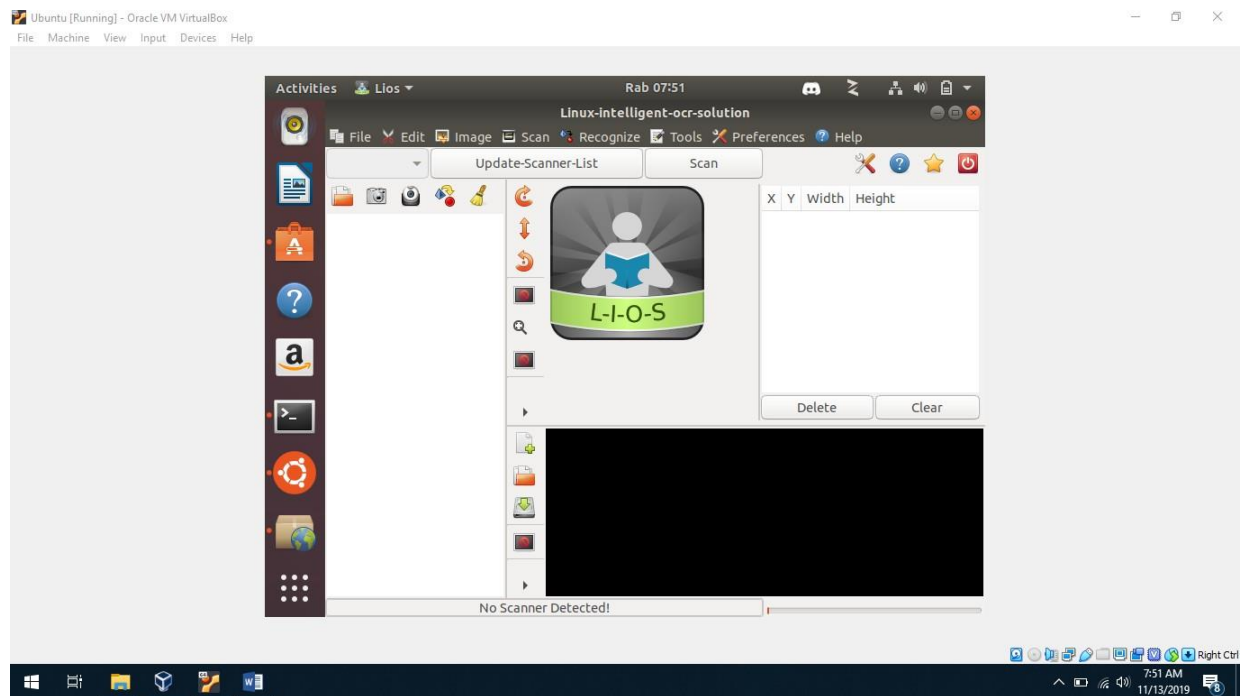 Ubuntu [Running] - Oracle VM VirtualBox
File Machine View Input Devices Help
Activities Lios Rab 07:51
Linux-intelligent-ocr-solution
File Edit Image Scan Recognize Tools Preferences Help
Update-Scanner-List Scan
X Y Width Height
L-I-O-S
Delete Clear
No Scanner Detected!
Right Ctrl
7:51 AM
11/13/2019
8